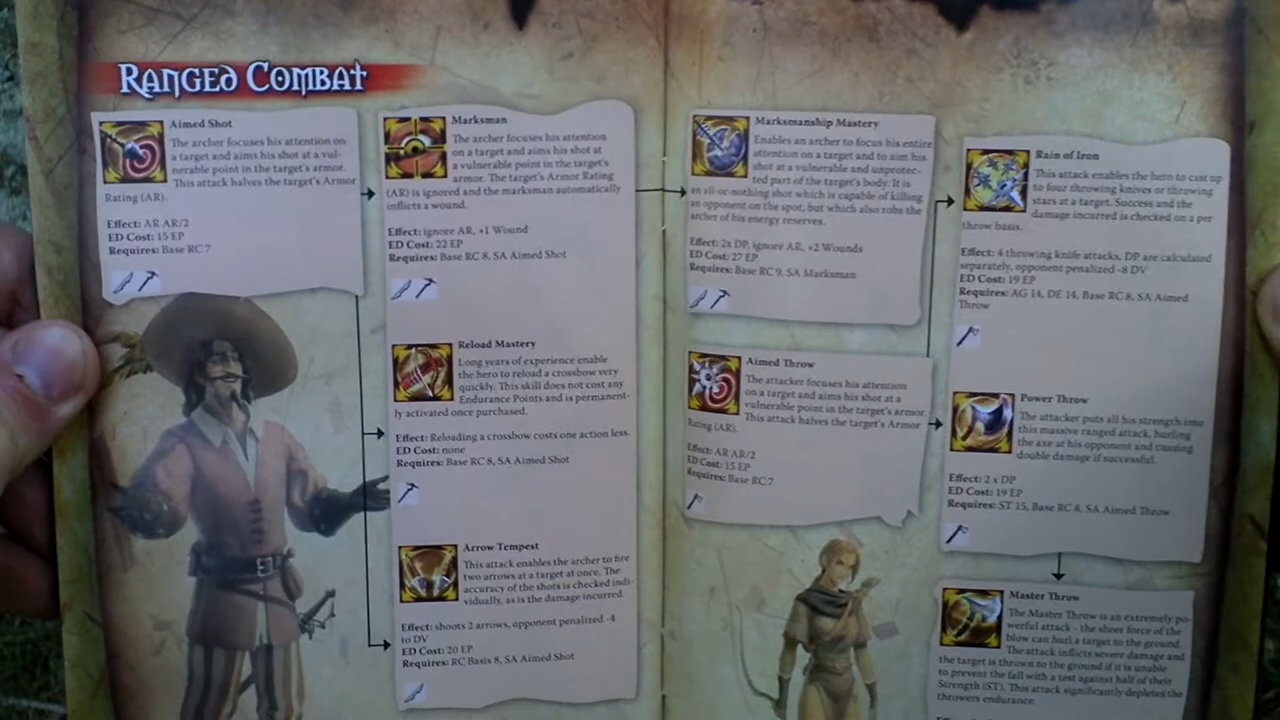 Ranged Combat
Aimed Shot
The archer focuses his attention on
a target and aims his shot at a vul-
nerable point in the target's armor.
This attack halves the target's Armor
Rating (AR).
Effect: AR AR/2
ED Cost: 15 EP
Requires: Base RC 7
Marksman
The archer focuses his attention
on a target and aims his shot at
a vulnerable point in the target's
armor. The target's Armor Rating
(AR) is ignored and the marksman automatically
inflicts a wound.
Effect: ignore AR, +1 Wound
ED Cost: 22 EP
Requires: Base RC 8, SA Aimed Shot
Reload Mastery
Long years of experience enable
the hero to reload a crossbow very
quickly. This skill does not cost any
Endurance Points and is permanent-
ly activated once purchased.
Effect: Reloading a crossbow costs one action less.
ED Cost: none
Requires: Base RC 8, SA Aimed Shot
Arrow Tempest
This attack enables the archer to fire
two arrows at a target at once. The
accuracy of the shots is checked indi-
vidually, as is the damage incurred.
Effect: shoots 2 arrows, opponent penalized -4
to DV
ED Cost: 20 EP
Requires: RC Basis 8, SA Aimed Shot
Marksmanship Mastery
Enables an archer to focus his entire
attention on a target and to aim his
shot at a vulnerable and unprotec-
ted part of the target's body. It is
an all-or-nothing shot which is capable of killing
an opponent on the spot, but which also robs the
archer of his energy reserves.
Effect: 2x DP, ignore AR, +2 Wounds
ED Cost: 27 EP
Requires: Base RC 9, SA Marksman
Aimed Throw
The attacker focuses his attention
on a target and aims his shot at a
vulnerable point in the target's armor.
This attack halves the target's Armor
Rating (AR).
Effect: AR AR/2
ED Cost: 15 EP
Requires: Base RC 7
Rain of Iron
This attack enables the hero to cast up
to four throwing knifes or throwing
stars at a target. Success and the
damage incurred is checked on a per
throw basis.
Effect: 4 throwing knife attacks, DP are calculated
separately, opponent penalized -8 DV
ED Cost: 19 EP
Requires: AG 14, DE 14, Base RC 8, SA Aimed
Throw
Power Throw
The attacker puts all his strength into
this massive ranged attack, hurling
the axe at his opponent and causing
double damage if successful.
Effect: 2 x DP
ED Cost: 19 EP
Requires: ST 15, Base RC 8, SA Aimed Throw
Master Throw
The Master Throw is an extremely po-
werful attack - the sheer force of the
blow can hurl a target to the ground.
The attack inflicts severe damage and
the target is thrown to the ground if it is unable
to prevent the fall with a test against half of their
Strength (ST). This attack significantly depletes the
throwers endurance.